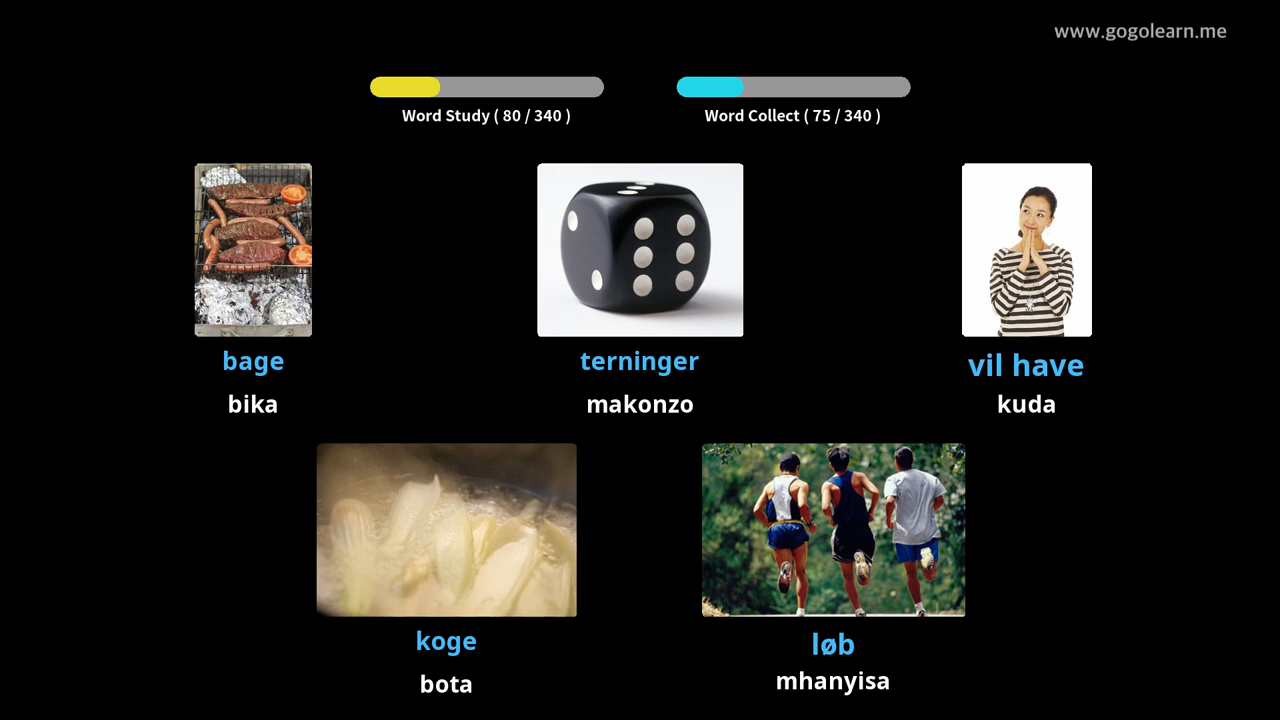 www.gogolearn.me
Word Study ( 80 / 340 )
Word Collect ( 75 / 340 )
bage
terninger
vil have
bika
makonzo
kuda
koge
løb
bota
mhanyisa